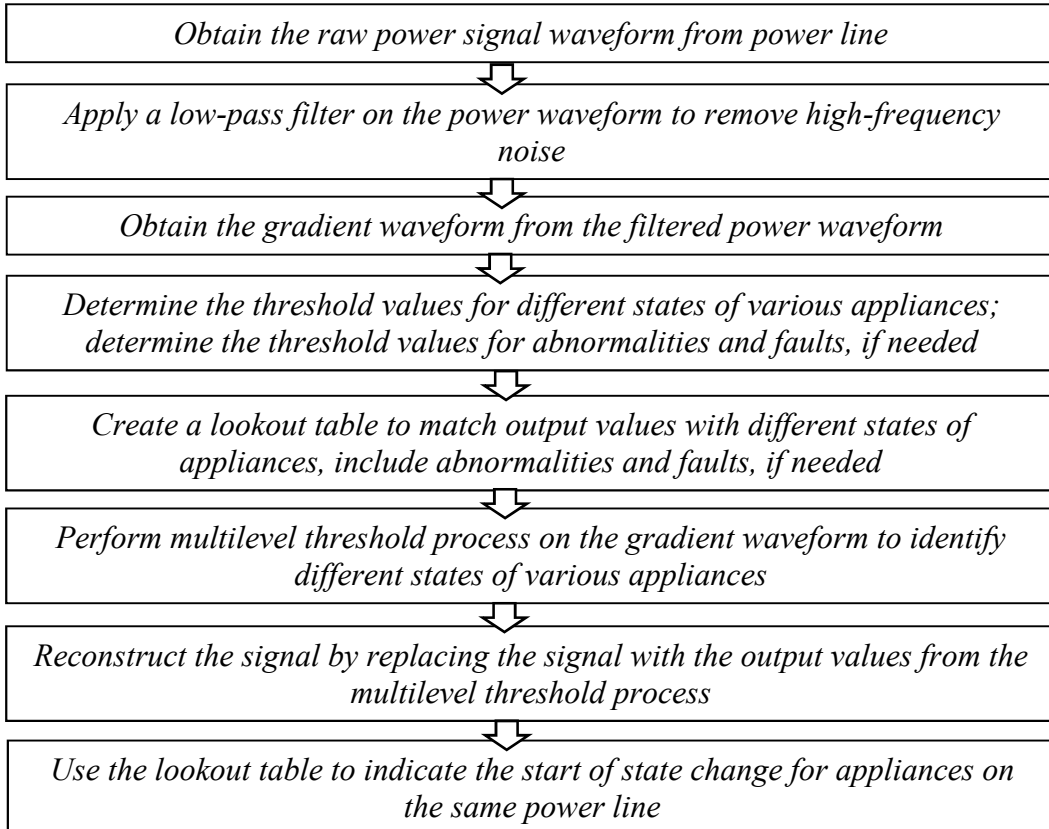 Obtain the raw power signal waveform from power line
Apply a low-pass filter on the power waveform to remove high-frequency
noise
Obtain the gradient waveform from the filtered power waveform
Determine the threshold values for different states of various appliances;
determine the threshold values for abnormalities and faults, if needed
Create a lookout table to match output values with different states of
appliances, include abnormalities and faults, if needed
Perform multilevel threshold process on the gradient waveform to identify
different states of various appliances
Reconstruct the signal by replacing the signal with the output values from the
multilevel threshold process
Use the lookout table to indicate the start of state change for appliances on
the same power line